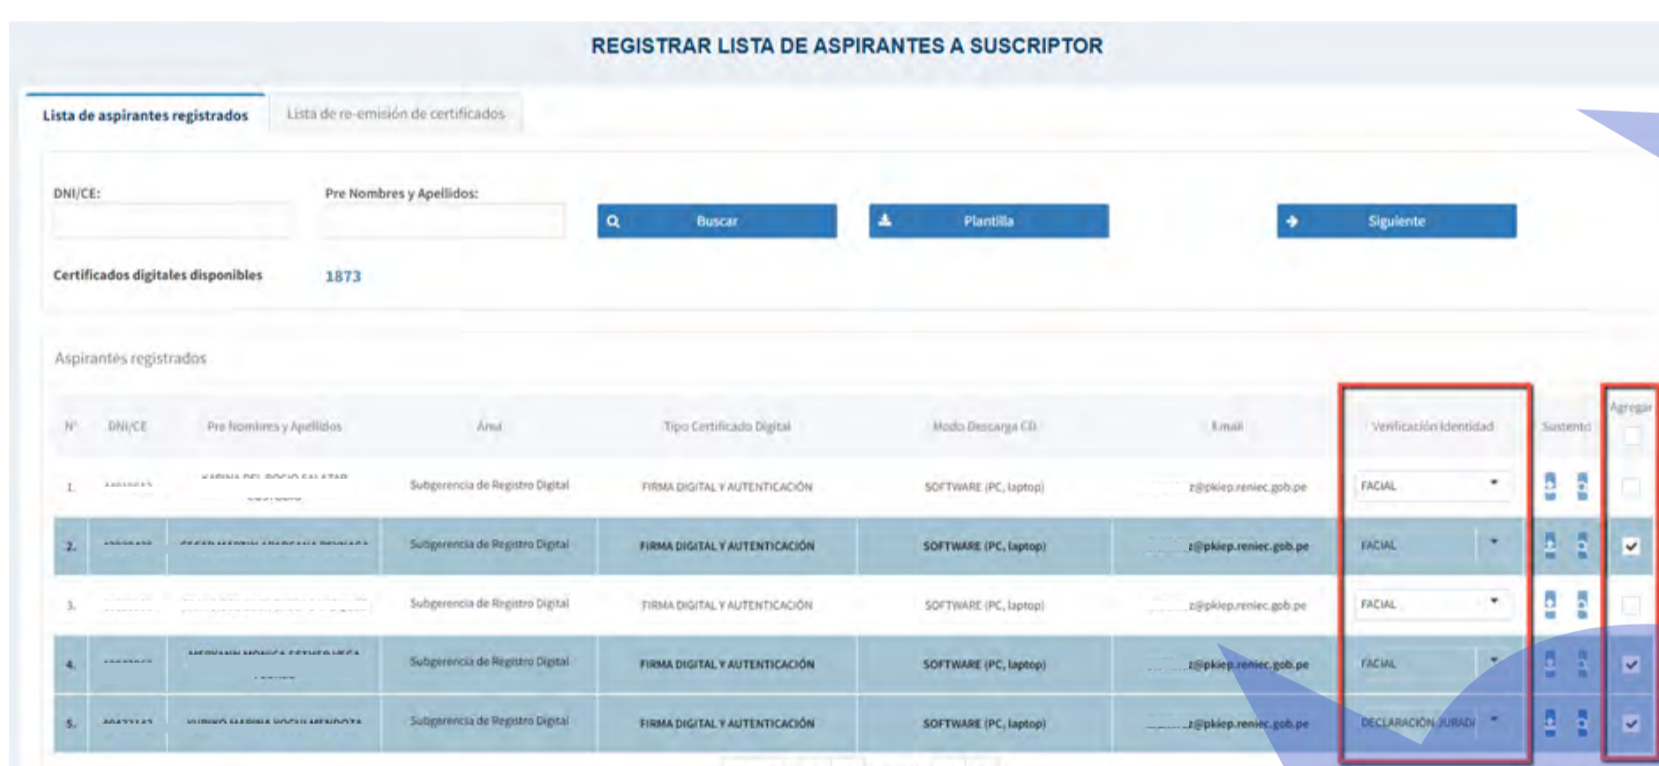 REGISTRAR LISTA DE ASPIRANTES A SUSCRIPTOR
Lista de aspirantes registrados Lista de re-emisión de certificados
DNI/CE: Pre Nombres y Apellidos:
Buscar Plantilla Siguiente
Certificados digitales disponibles 1873
Aspirantes registrados
N° DNI/CE Pre Nombres y Apellidos Área Tipo Certificado Digital Modo Descarga CD Email Verificación Identidad Sustento Agregar
1. Subgerencia de Registro Digital FIRMA DIGITAL Y AUTENTICACIÓN SOFTWARE (PC, laptop) z@pkiep.reniec.gob.pe FACIAL
2. Subgerencia de Registro Digital FIRMA DIGITAL Y AUTENTICACIÓN SOFTWARE (PC, laptop) z@pkiep.reniec.gob.pe FACIAL
3. Subgerencia de Registro Digital FIRMA DIGITAL Y AUTENTICACIÓN SOFTWARE (PC, laptop) z@pkiep.reniec.gob.pe FACIAL
4. Subgerencia de Registro Digital FIRMA DIGITAL Y AUTENTICACIÓN SOFTWARE (PC, laptop) z@pkiep.reniec.gob.pe FACIAL
5. Subgerencia de Registro Digital FIRMA DIGITAL Y AUTENTICACIÓN SOFTWARE (PC, laptop) z@pkiep.reniec.gob.pe DECLARACIÓN JURAD